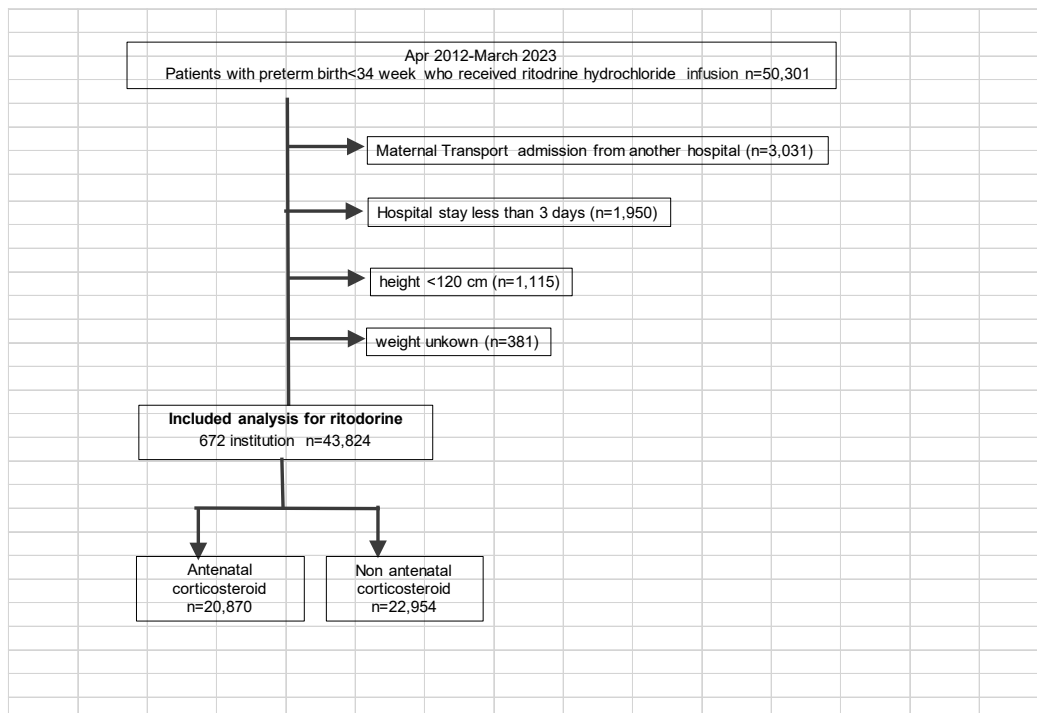 Apr 2012-March 2023
Patients with preterm birth<34 week who received ritodrine hydrochloride infusion n=50,301
Maternal Transport admission from another hospital (n=3,031)
Hospital stay less than 3 days (n=1,950)
height <120 cm (n=1,115)
weight unkown (n=381)
Included analysis for ritodorine
672 institution n=43,824
Antenatal
corticosteroid
n=20,870
Non antenatal
corticosteroid
n=22,954